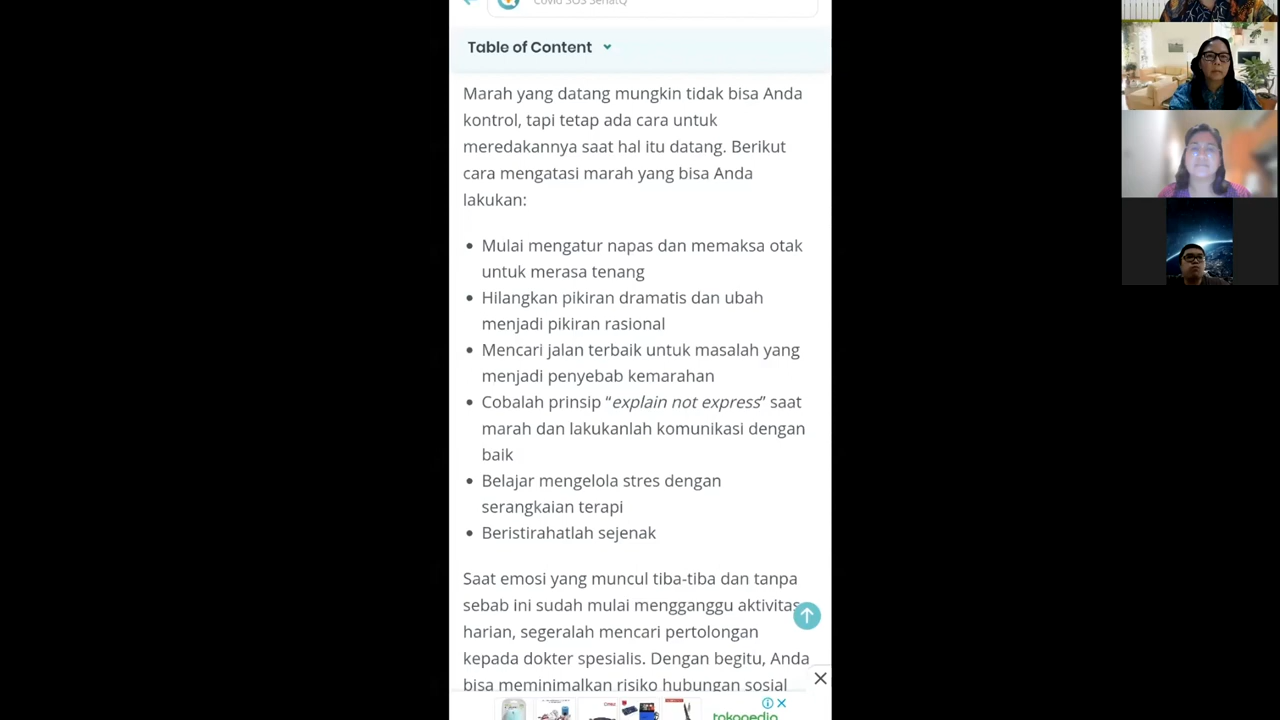 Covid SOS SehatQ
Table of Content
Marah yang datang mungkin tidak bisa Anda
kontrol, tapi tetap ada cara untuk
meredakannya saat hal itu datang. Berikut
cara mengatasi marah yang bisa Anda
lakukan:
• Mulai mengatur napas dan memaksa otak
untuk merasa tenang
• Hilangkan pikiran dramatis dan ubah
menjadi pikiran rasional
• Mencari jalan terbaik untuk masalah yang
menjadi penyebab kemarahan
• Cobalah prinsip “explain not express” saat
marah dan lakukanlah komunikasi dengan
baik
• Belajar mengelola stres dengan
serangkaian terapi
• Beristirahatlah sejenak
Saat emosi yang muncul tiba-tiba dan tanpa
sebab ini sudah mulai mengganggu aktivitas
harian, segeralah mencari pertolongan
kepada dokter spesialis. Dengan begitu, Anda
bisa meminimalkan risiko hubungan sosial
tokopedia